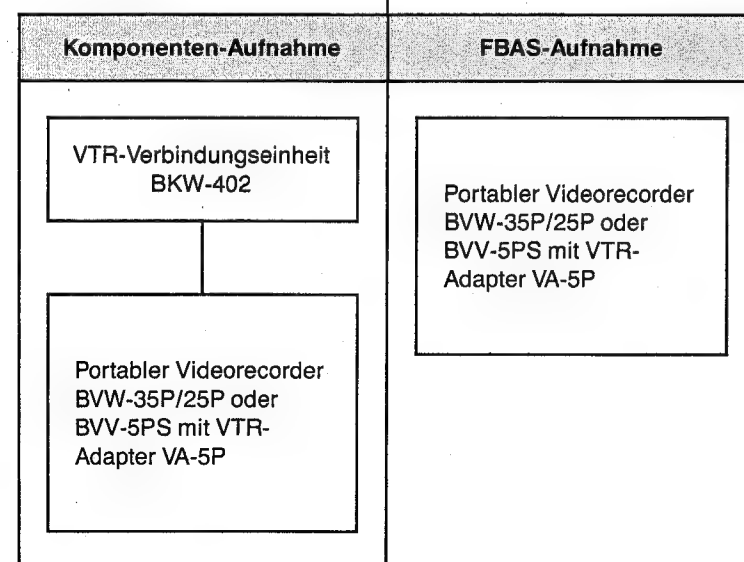 Komponenten-Aufnahme
FBAS-Aufnahme
VTR-Verbindungseinheit
BKW-402
Portabler Videorecorder
BVW-35P/25P oder
BVV-5PS mit VTR-
Adapter VA-5P
Portabler Videorecorder
BVW-35P/25P oder
BVV-5PS mit VTR-
Adapter VA-5P